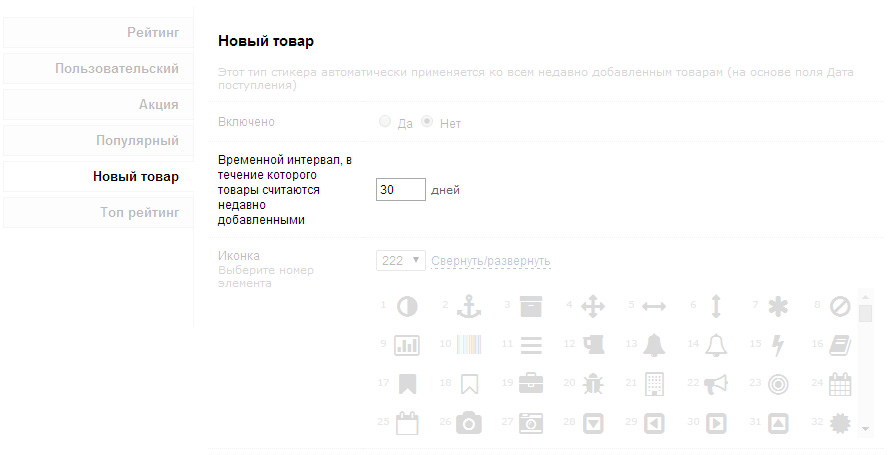 Рейтинг
Пользовательский
Акция
Популярный
Новый товар
Топ рейтинг
Новый товар
Этот тип стикера автоматически применяется ко всем недавно добавленным товарам (на основе поля Дата
поступления)
Включено
Да Нет
Временной интервал, в
течение которого
товары считаются
недавно
добавленными
30 дней
Иконка
Выберите номер
элемента
222 Свернуть/развернуть
1 2 3 4 5 6 7 8
9 10 11 12 13 14 15 16
17 18 19 20 21 22 23 24
25 26 27 28 29 30 31 32